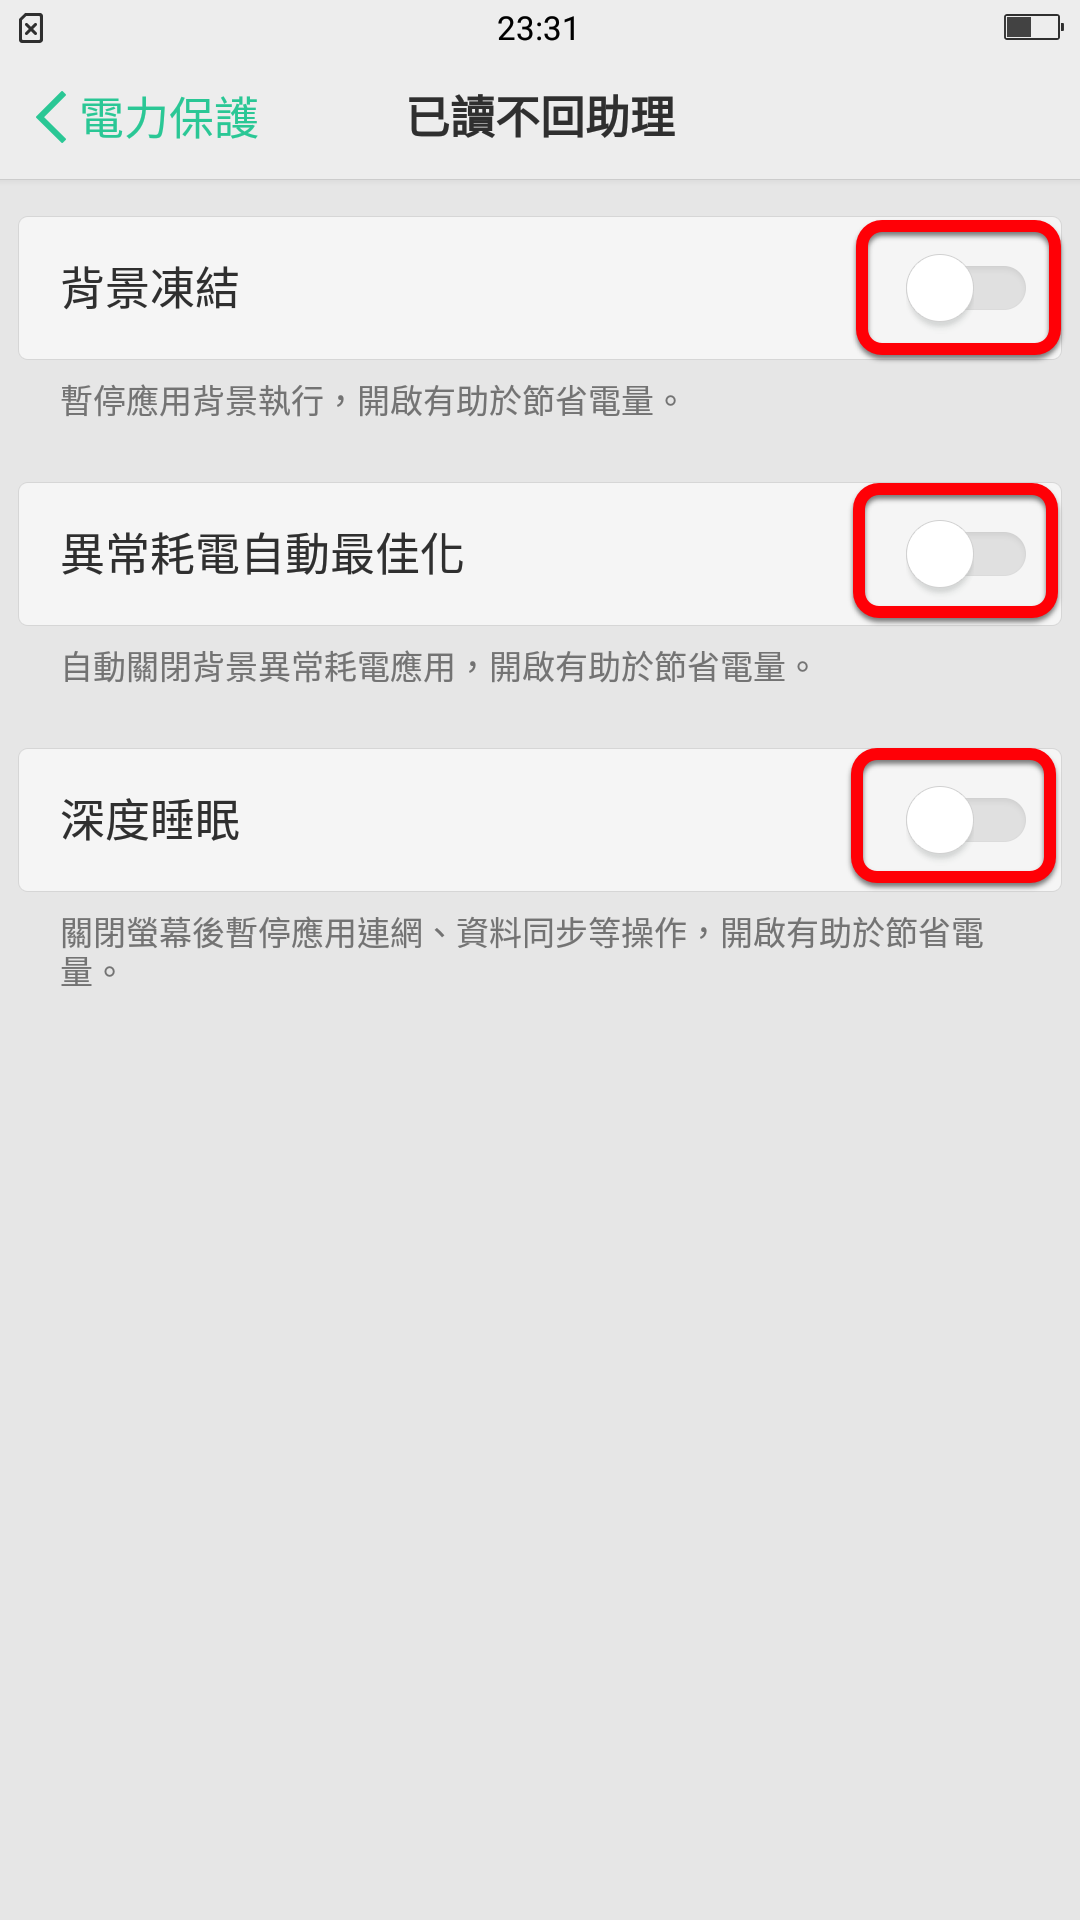 23:31
電力保護
已讀不回助理
背景凍結
暫停應用背景執行，開啟有助於節省電量。
異常耗電自動最佳化
自動關閉背景異常耗電應用，開啟有助於節省電量。
深度睡眠
關閉螢幕後暫停應用連網、資料同步等操作，開啟有助於節省電
量。